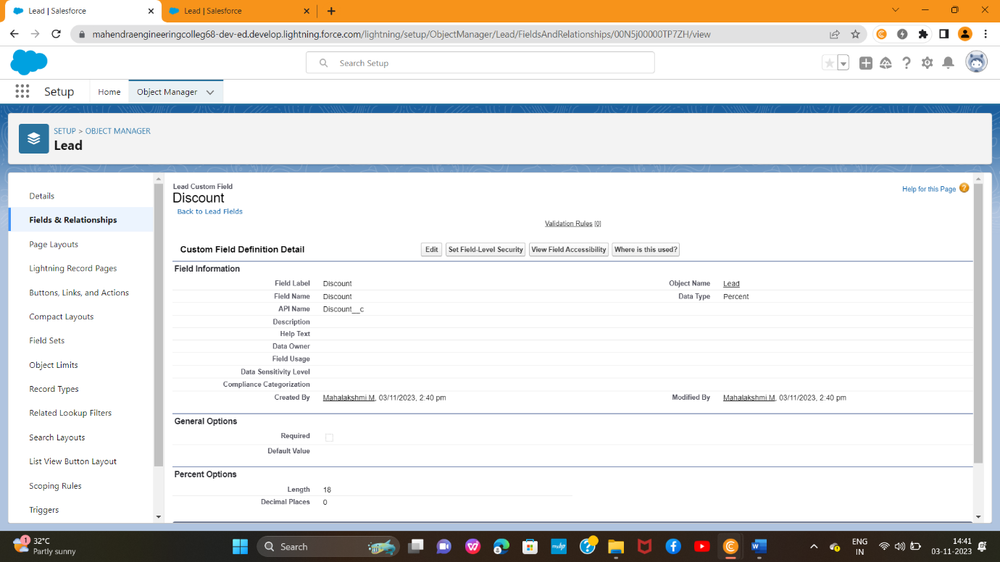 Lead | Salesforce
Lead | Salesforce
mahendraengineeringcolleg68-dev-ed.develop.lightning.force.com/lightning/setup/ObjectManager/Lead/FieldsAndRelationships/00N5j00000TP7ZH/view
Search Setup
Setup
Home
Object Manager
SETUP > OBJECT MANAGER
Lead
Details
Fields & Relationships
Page Layouts
Lightning Record Pages
Buttons, Links, and Actions
Compact Layouts
Field Sets
Object Limits
Record Types
Related Lookup Filters
Search Layouts
List View Button Layout
Scoping Rules
Triggers
Lead Custom Field
Discount
Back to Lead Fields
Help for this Page
Validation Rules [0]
Custom Field Definition Detail
Edit
Set Field-Level Security
View Field Accessibility
Where is this used?
Field Information
Field Label Discount Object Name Lead
Field Name Discount Data Type Percent
API Name Discount__c
Description
Help Text
Data Owner
Field Usage
Data Sensitivity Level
Compliance Categorization
Created By Mahalakshmi M, 03/11/2023, 2:40 pm Modified By Mahalakshmi M, 03/11/2023, 2:40 pm
General Options
Required
Default Value
Percent Options
Length 18
Decimal Places 0
1
32°C
Partly sunny
Search
myhp
W
ENG
IN
14:41
03-11-2023